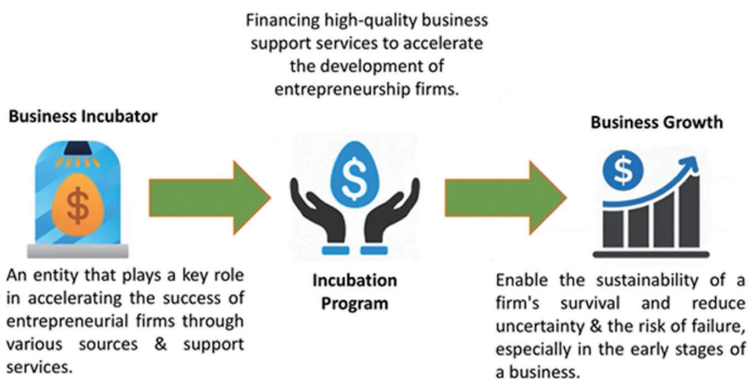 Financing high-quality business
support services to accelerate
the development of
entrepreneurship firms.
Business Incubator
Business Growth
$
$
$
An entity that plays a key role
in accelerating the success of
entrepreneurial firms through
various sources & support
services.
Incubation
Program
Enable the sustainability of a
firm's survival and reduce
uncertainty & the risk of failure,
especially in the early stages of
a business.